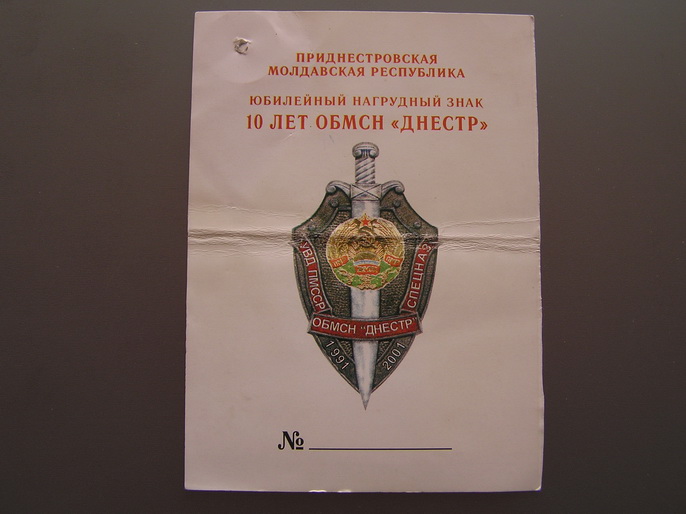 ПРИДНЕСТРОВСКАЯ
МОЛДАВСКАЯ РЕСПУБЛИКА
ЮБИЛЕЙНЫЙ НАГРУДНЫЙ ЗНАК
10 ЛЕТ ОБМСН «ДНЕСТР»
УВД ПМССР
СПЕЦНАЗ
ОБМСН "ДНЕСТР"
1991
2001
№